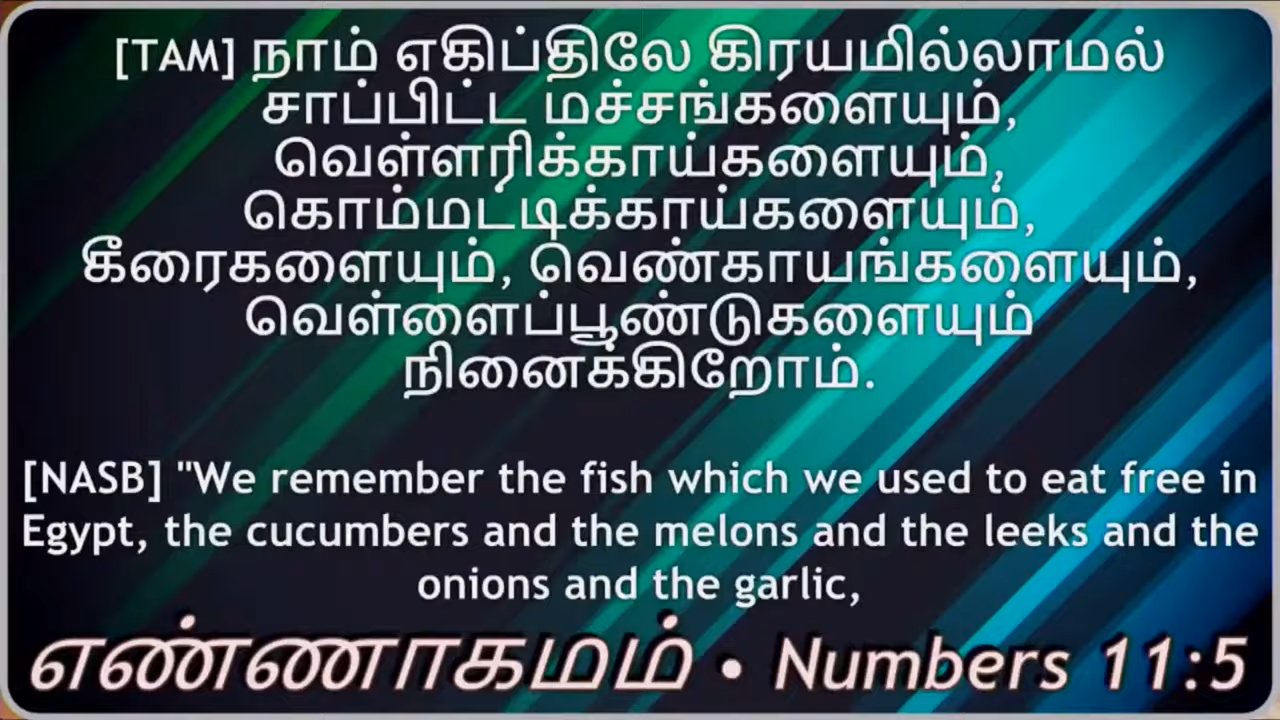 [TAM] நாம் எகிப்திலே கிரயமில்லாமல்
சாப்பிட்ட மச்சங்களையும்,
வெள்ளரிக்காய்களையும்,
கொம்மட்டிக்காய்களையும்,
கீரைகளையும், வெண்காயங்களையும்,
வெள்ளைப்பூண்டுகளையும்
நினைக்கிறோம்.
[NASB] "We remember the fish which we used to eat free in
Egypt, the cucumbers and the melons and the leeks and the
onions and the garlic,
எண்ணாகமம் • Numbers 11:5